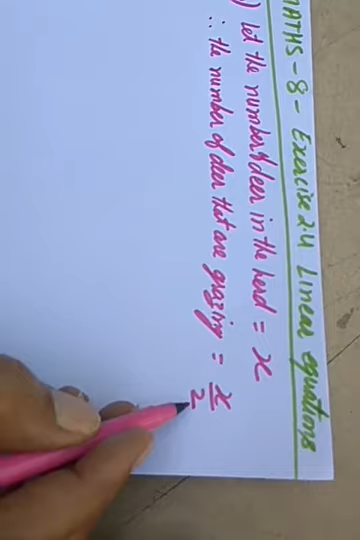 MATHS - 8 - Exercise 2.4 Linear equations
) Let the number of deer in the herd = x
∴ the number of deer that are grazing = x/2